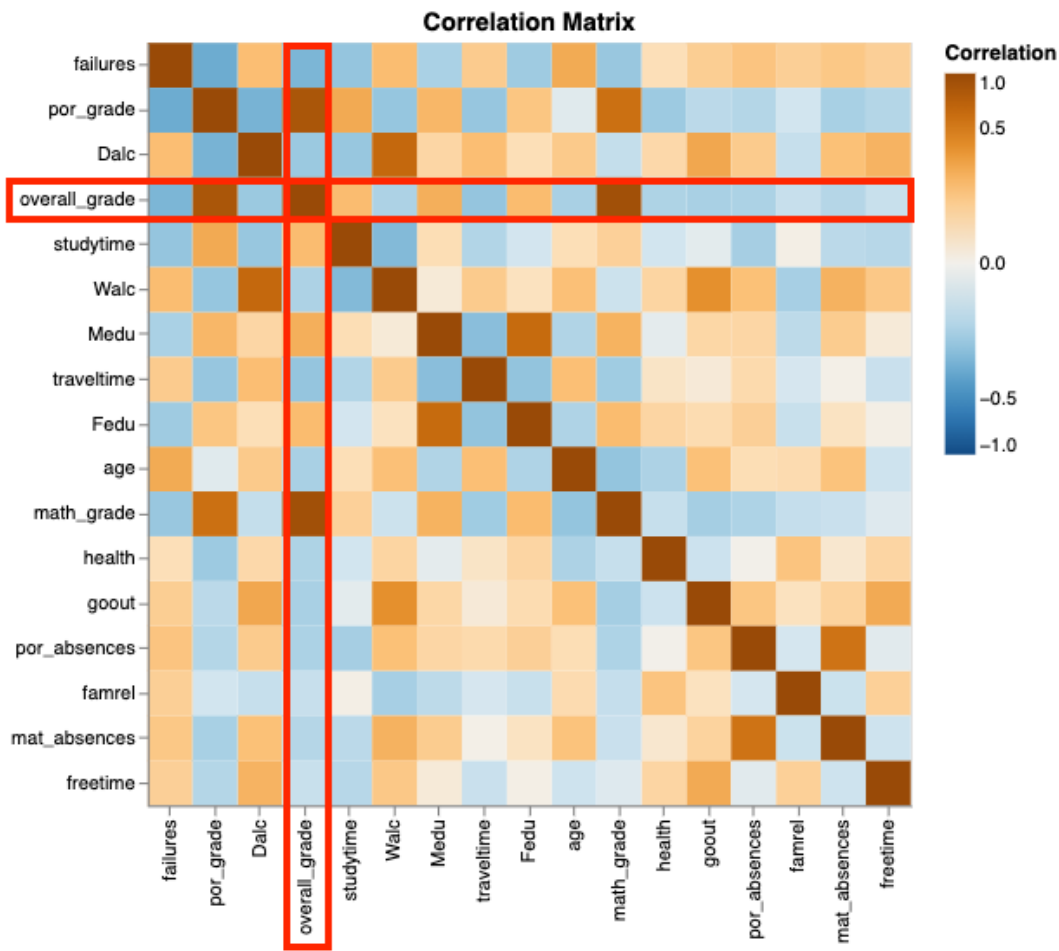 Correlation Matrix
failures
por_grade
Dalc
overall_grade
studytime
Walc
Medu
traveltime
Fedu
age
math_grade
health
goout
por_absences
famrel
mat_absences
freetime
failures
por_grade
Dalc
overall_grade
studytime
Walc
Medu
traveltime
Fedu
age
math_grade
health
goout
por_absences
famrel
mat_absences
freetime
Correlation
1.0
0.5
0.0
−0.5
−1.0